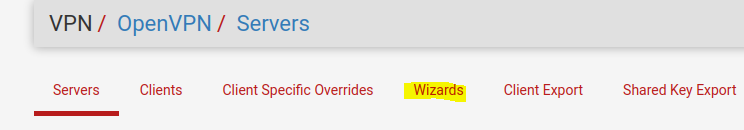 VPN / OpenVPN / Servers
Servers Clients Client Specific Overrides Wizards Client Export Shared Key Export